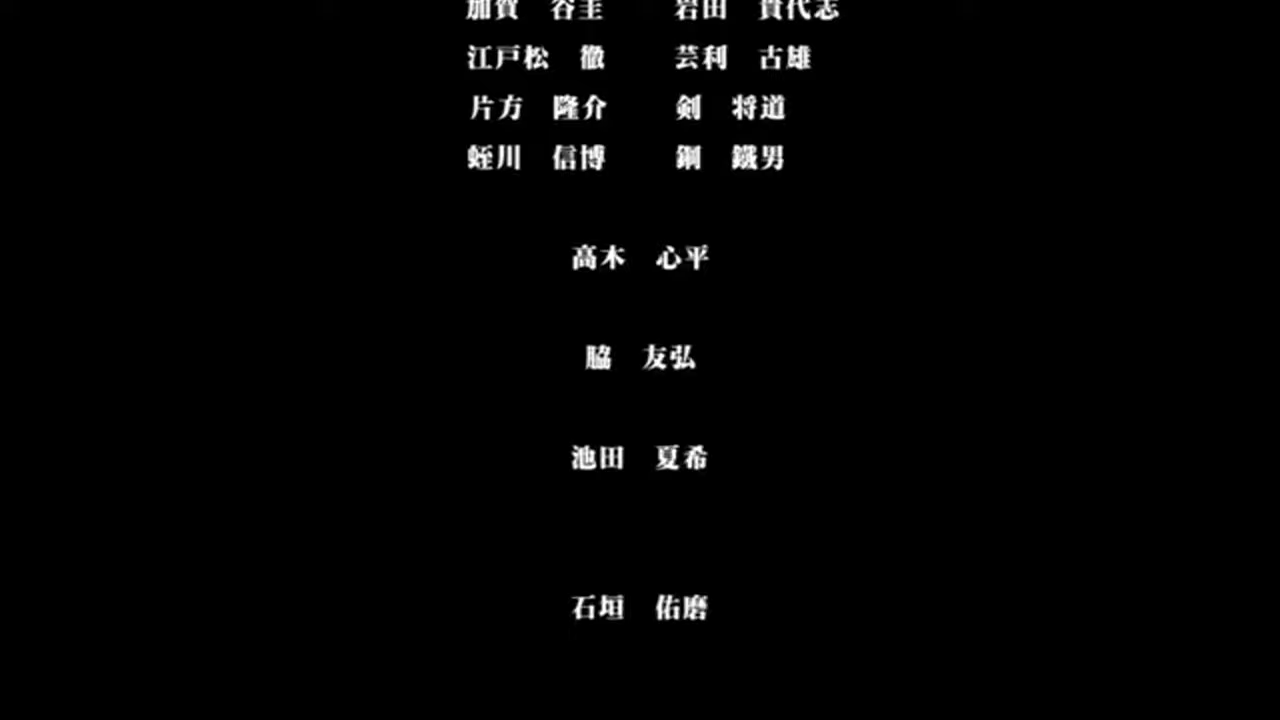 加賀　谷圭　岩田　貴代志
江戸松　徹　芸利　古雄
片方　隆介　剣　将道
蛭川　信博　鋼　鐵男
高木　心平
脇　友弘
池田　夏希
石垣　佑磨